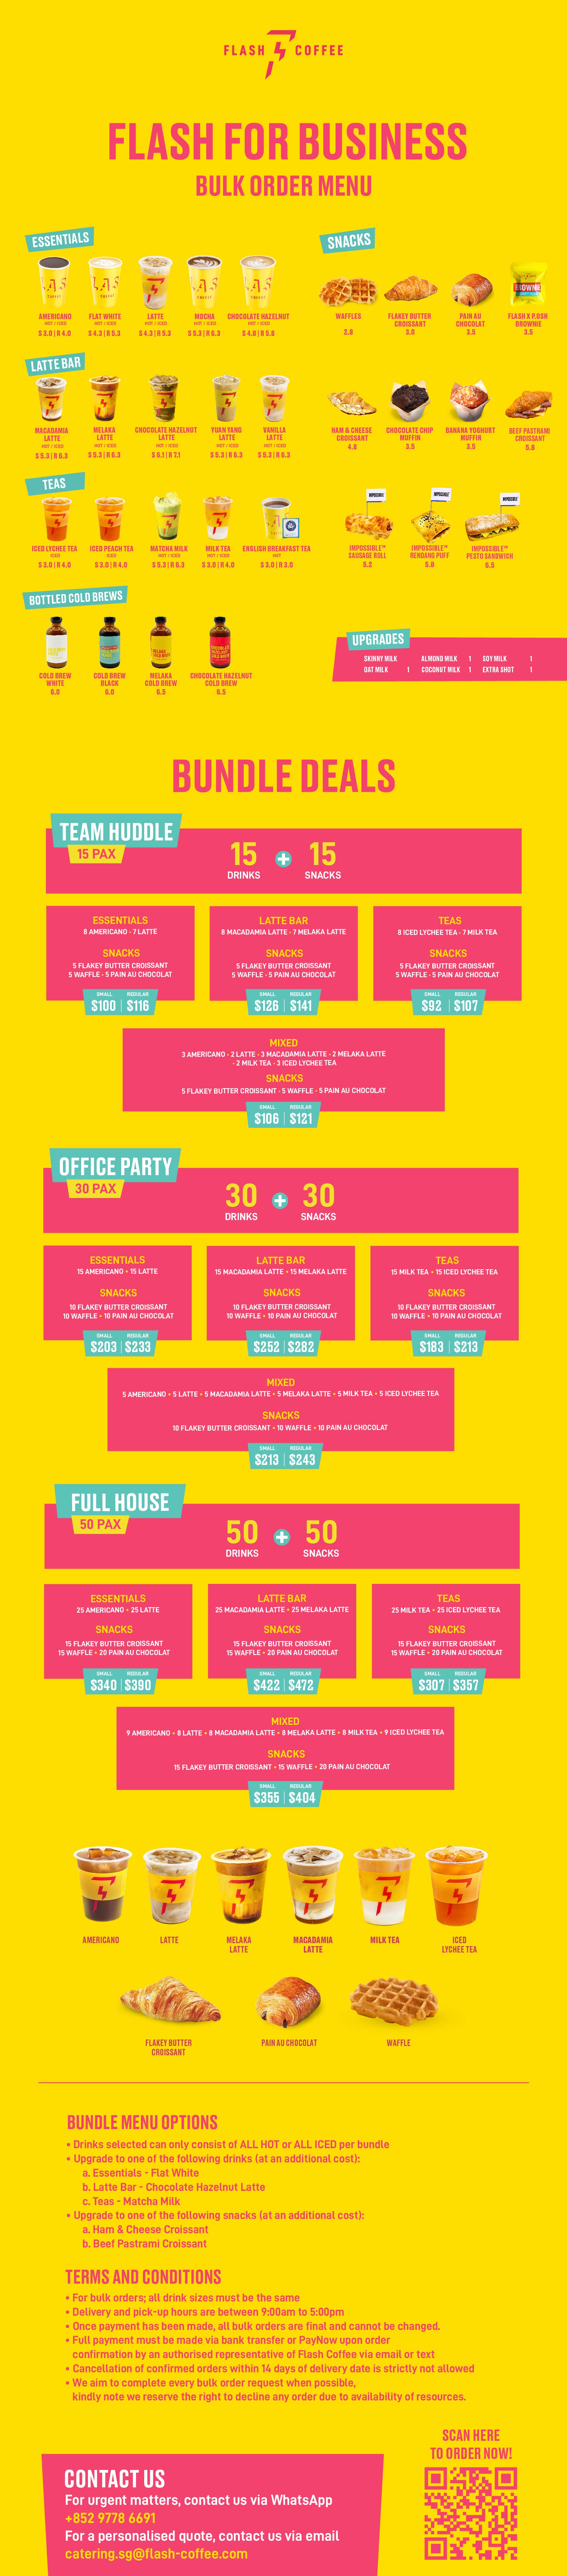 FLASH COFFEE
FLASH FOR BUSINESS
BULK ORDER MENU
ESSENTIALS
AMERICANO
HOT / ICED
S 3.0 | R 4.0
FLAT WHITE
HOT / ICED
S 4.3 | R 5.3
LATTE
HOT / ICED
S 4.3 | R 5.3
MOCHA
HOT / ICED
S 5.3 | R 6.3
CHOCOLATE HAZELNUT
HOT / ICED
S 4.8 | R 5.8
SNACKS
WAFFLES
2.8
FLAKEY BUTTER
CROISSANT
3.0
PAIN AU
CHOCOLAT
3.5
FLASH X P.OSH
BROWNIE
3.5
LATTE BAR
MACADAMIA
LATTE
HOT / ICED
S 5.3 | R 6.3
MELAKA
LATTE
HOT / ICED
S 5.3 | R 6.3
CHOCOLATE HAZELNUT
LATTE
HOT / ICED
S 6.1 | R 7.1
YUAN YANG
LATTE
HOT / ICED
S 5.3 | R 6.3
VANILLA
LATTE
HOT / ICED
S 5.3 | R 6.3
HAM & CHEESE
CROISSANT
4.8
CHOCOLATE CHIP
MUFFIN
3.5
BANANA YOGHURT
MUFFIN
3.5
BEEF PASTRAMI
CROISSANT
5.8
TEAS
ICED LYCHEE TEA
ICED
S 3.0 | R 4.0
ICED PEACH TEA
ICED
S 3.0 | R 4.0
MATCHA MILK
HOT / ICED
S 5.3 | R 6.3
MILK TEA
HOT / ICED
S 3.0 | R 4.0
ENGLISH BREAKFAST TEA
HOT
S 3.0 | R 3.0
IMPOSSIBLE™
SAUSAGE ROLL
5.2
IMPOSSIBLE™
RENDANG PUFF
5.8
IMPOSSIBLE™
PESTO SANDWICH
6.5
BOTTLED COLD BREWS
COLD BREW
WHITE
6.0
COLD BREW
BLACK
6.0
MELAKA
COLD BREW
6.5
CHOCOLATE HAZELNUT
COLD BREW
6.5
UPGRADES
SKINNY MILK ALMOND MILK 1 SOY MILK 1
OAT MILK 1 COCONUT MILK 1 EXTRA SHOT 1
BUNDLE DEALS
TEAM HUDDLE
15 PAX
15 + 15
DRINKS SNACKS
ESSENTIALS
8 AMERICANO • 7 LATTE
SNACKS
5 FLAKEY BUTTER CROISSANT
5 WAFFLE • 5 PAIN AU CHOCOLAT
SMALL REGULAR
$100 | $116
LATTE BAR
8 MACADAMIA LATTE • 7 MELAKA LATTE
SNACKS
5 FLAKEY BUTTER CROISSANT
5 WAFFLE • 5 PAIN AU CHOCOLAT
SMALL REGULAR
$126 | $141
TEAS
8 ICED LYCHEE TEA • 7 MILK TEA
SNACKS
5 FLAKEY BUTTER CROISSANT
5 WAFFLE • 5 PAIN AU CHOCOLAT
SMALL REGULAR
$92 | $107
MIXED
3 AMERICANO • 2 LATTE • 3 MACADAMIA LATTE • 2 MELAKA LATTE
• 2 MILK TEA • 3 ICED LYCHEE TEA
SNACKS
5 FLAKEY BUTTER CROISSANT • 5 WAFFLE • 5 PAIN AU CHOCOLAT
SMALL REGULAR
$106 | $121
OFFICE PARTY
30 PAX
30 + 30
DRINKS SNACKS
ESSENTIALS
15 AMERICANO • 15 LATTE
SNACKS
10 FLAKEY BUTTER CROISSANT
10 WAFFLE • 10 PAIN AU CHOCOLAT
SMALL REGULAR
$203 | $233
LATTE BAR
15 MACADAMIA LATTE • 15 MELAKA LATTE
SNACKS
10 FLAKEY BUTTER CROISSANT
10 WAFFLE • 10 PAIN AU CHOCOLAT
SMALL REGULAR
$252 | $282
TEAS
15 MILK TEA • 15 ICED LYCHEE TEA
SNACKS
10 FLAKEY BUTTER CROISSANT
10 WAFFLE • 10 PAIN AU CHOCOLAT
SMALL REGULAR
$183 | $213
MIXED
5 AMERICANO • 5 LATTE • 5 MACADAMIA LATTE • 5 MELAKA LATTE • 5 MILK TEA • 5 ICED LYCHEE TEA
SNACKS
10 FLAKEY BUTTER CROISSANT • 10 WAFFLE • 10 PAIN AU CHOCOLAT
SMALL REGULAR
$213 | $243
FULL HOUSE
50 PAX
50 + 50
DRINKS SNACKS
ESSENTIALS
25 AMERICANO • 25 LATTE
SNACKS
15 FLAKEY BUTTER CROISSANT
15 WAFFLE • 20 PAIN AU CHOCOLAT
SMALL REGULAR
$340 | $390
LATTE BAR
25 MACADAMIA LATTE • 25 MELAKA LATTE
SNACKS
15 FLAKEY BUTTER CROISSANT
15 WAFFLE • 20 PAIN AU CHOCOLAT
SMALL REGULAR
$422 | $472
TEAS
25 MILK TEA • 25 ICED LYCHEE TEA
SNACKS
15 FLAKEY BUTTER CROISSANT
15 WAFFLE • 20 PAIN AU CHOCOLAT
SMALL REGULAR
$307 | $357
MIXED
9 AMERICANO • 8 LATTE • 8 MACADAMIA LATTE • 8 MELAKA LATTE • 8 MILK TEA • 9 ICED LYCHEE TEA
SNACKS
15 FLAKEY BUTTER CROISSANT • 15 WAFFLE • 20 PAIN AU CHOCOLAT
SMALL REGULAR
$355 | $404
AMERICANO
LATTE
MELAKA
LATTE
MACADAMIA
LATTE
MILK TEA
ICED
LYCHEE TEA
FLAKEY BUTTER
CROISSANT
PAIN AU CHOCOLAT
WAFFLE
BUNDLE MENU OPTIONS
• Drinks selected can only consist of ALL HOT or ALL ICED per bundle
• Upgrade to one of the following drinks (at an additional cost):
a. Essentials - Flat White
b. Latte Bar - Chocolate Hazelnut Latte
c. Teas - Matcha Milk
• Upgrade to one of the following snacks (at an additional cost):
a. Ham & Cheese Croissant
b. Beef Pastrami Croissant
TERMS AND CONDITIONS
• For bulk orders; all drink sizes must be the same
• Delivery and pick-up hours are between 9:00am to 5:00pm
• Once payment has been made, all bulk orders are final and cannot be changed.
• Full payment must be made via bank transfer or PayNow upon order
confirmation by an authorised representative of Flash Coffee via email or text
• Cancellation of confirmed orders within 14 days of delivery date is strictly not allowed
• We aim to complete every bulk order request when possible,
kindly note we reserve the right to decline any order due to availability of resources.
SCAN HERE
TO ORDER NOW!
CONTACT US
For urgent matters, contact us via WhatsApp
+852 9778 6691
For a personalised quote, contact us via email
catering.sg@flash-coffee.com